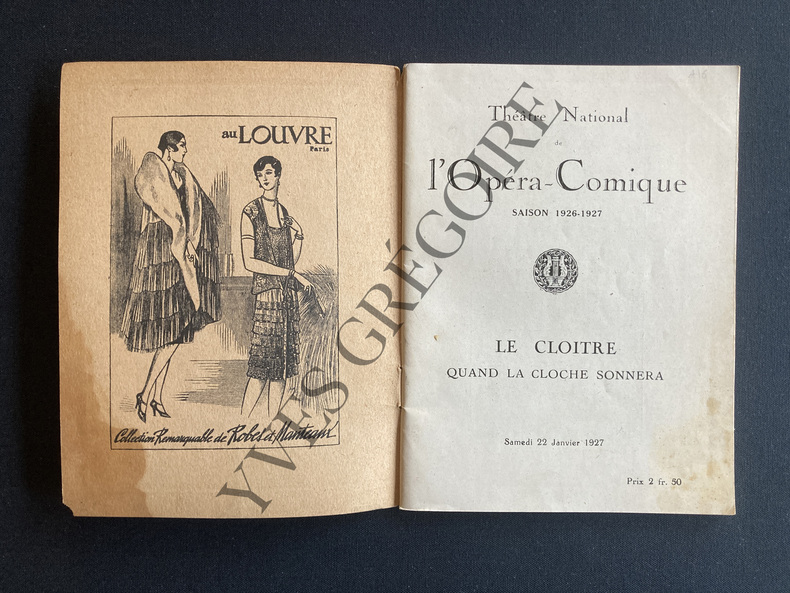 au LOUVRE
Paris
Collection Remarquable de Robes et Manteaux
Théâtre National
de
l'Opéra-Comique
SAISON 1926-1927
LE CLOITRE
QUAND LA CLOCHE SONNERA
Samedi 22 Janvier 1927
Prix 2 fr. 50
YVES GRÉGOIRE